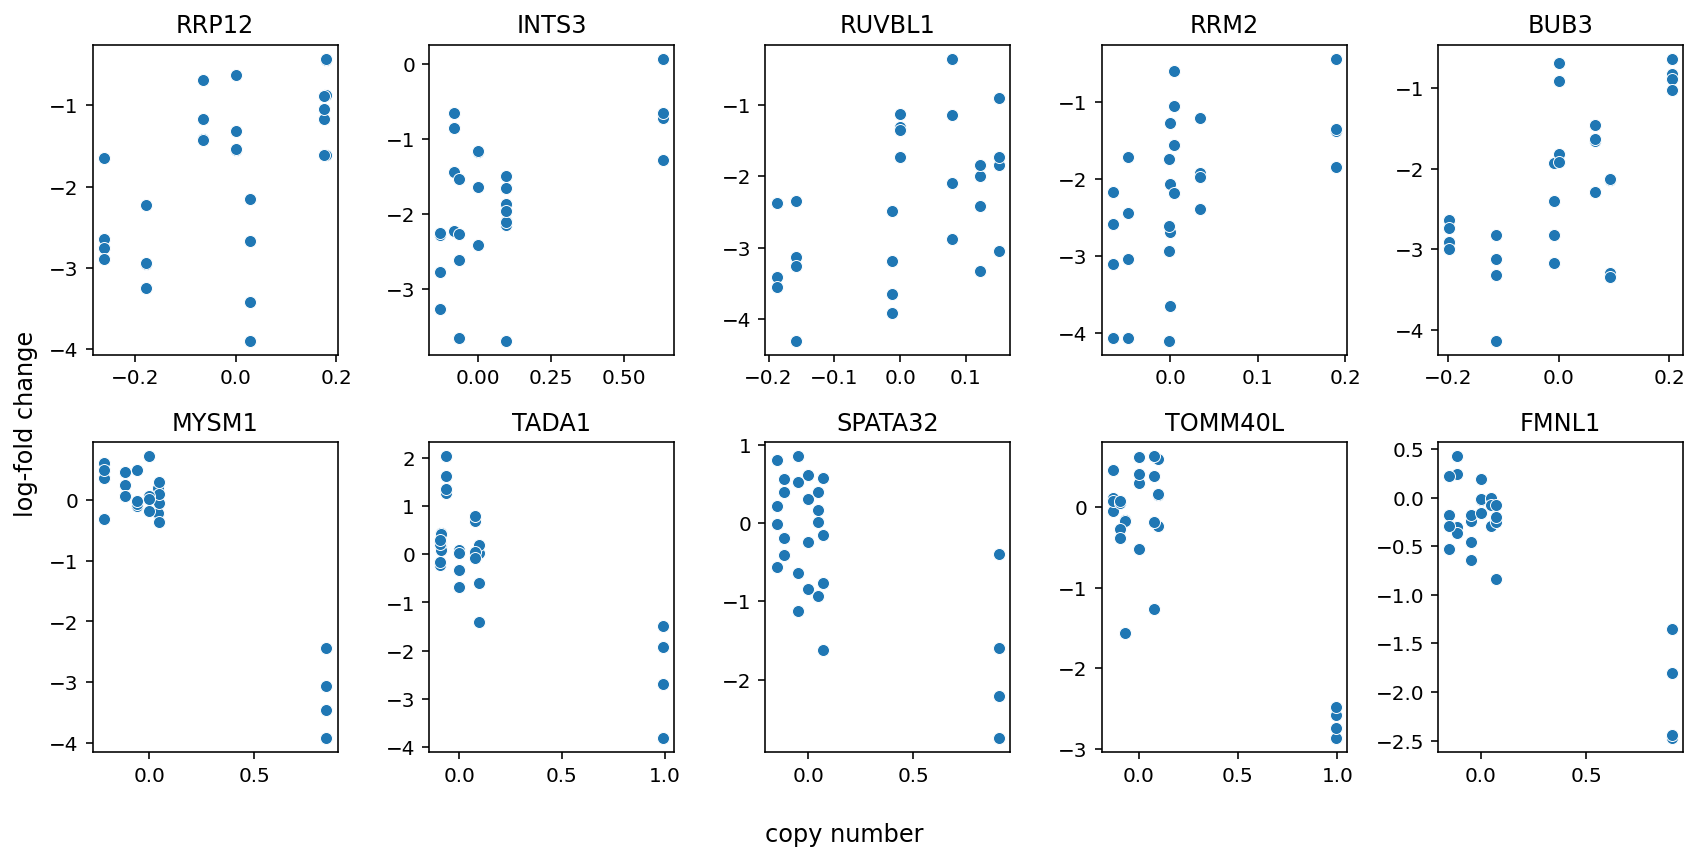 RRP12 INTS3 RUVBL1 RRM2 BUB3
−1 −2 −3 −4
−0.2 0.0 0.2
0 −1 −2 −3
0.00 0.25 0.50
−1 −2 −3 −4
−0.2 −0.1 0.0 0.1
−1 −2 −3 −4
0.0 0.1 0.2
−1 −2 −3 −4
−0.2 0.0 0.2
log-fold change
MYSM1 TADA1 SPATA32 TOMM40L FMNL1
0 −1 −2 −3 −4
0.0 0.5
2 1 0 −1 −2 −3 −4
0.0 0.5 1.0
1 0 −1 −2
0.0 0.5
0 −1 −2 −3
0.0 0.5 1.0
0.5 0.0 −0.5 −1.0 −1.5 −2.0 −2.5
0.0 0.5
copy number